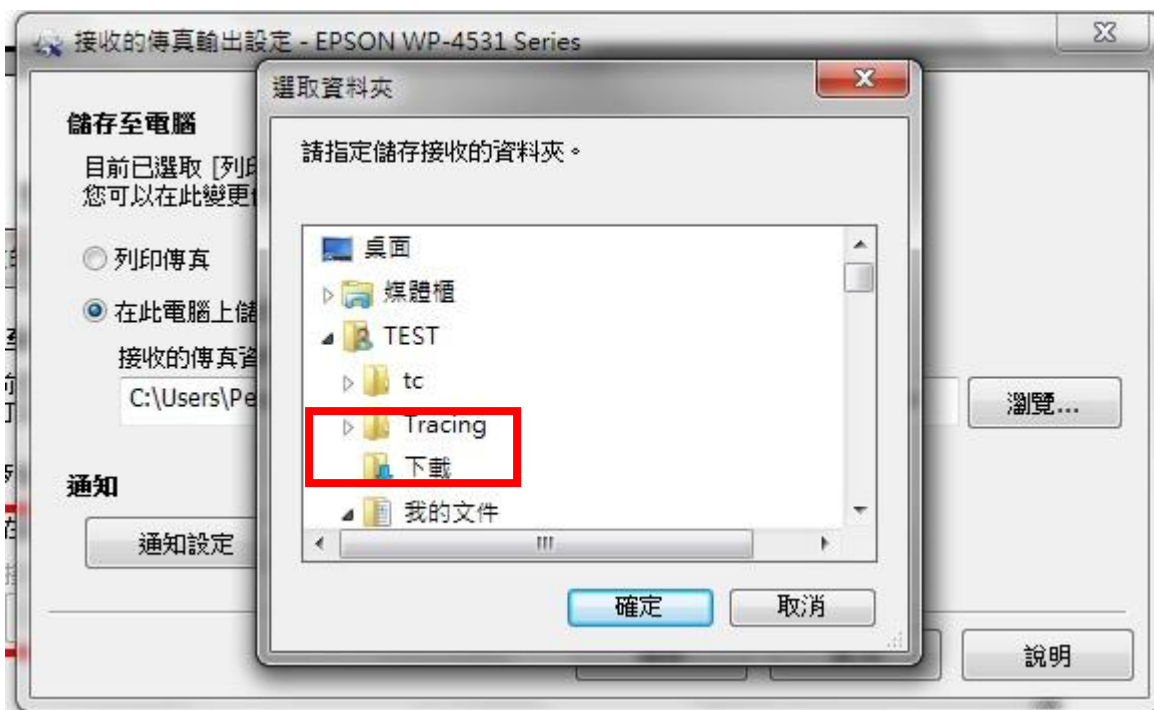 接收的傳真輸出設定 - EPSON WP-4531 Series
選取資料夾
請指定儲存接收的資料夾。
儲存至電腦
目前已選取 [列印
您可以在此變更
列印傳真
在此電腦上儲
接收的傳真資
C:\Users\Pe
瀏覽...
桌面
媒體櫃
TEST
tc
Tracing
下載
我的文件
通知
通知設定
確定
取消
說明